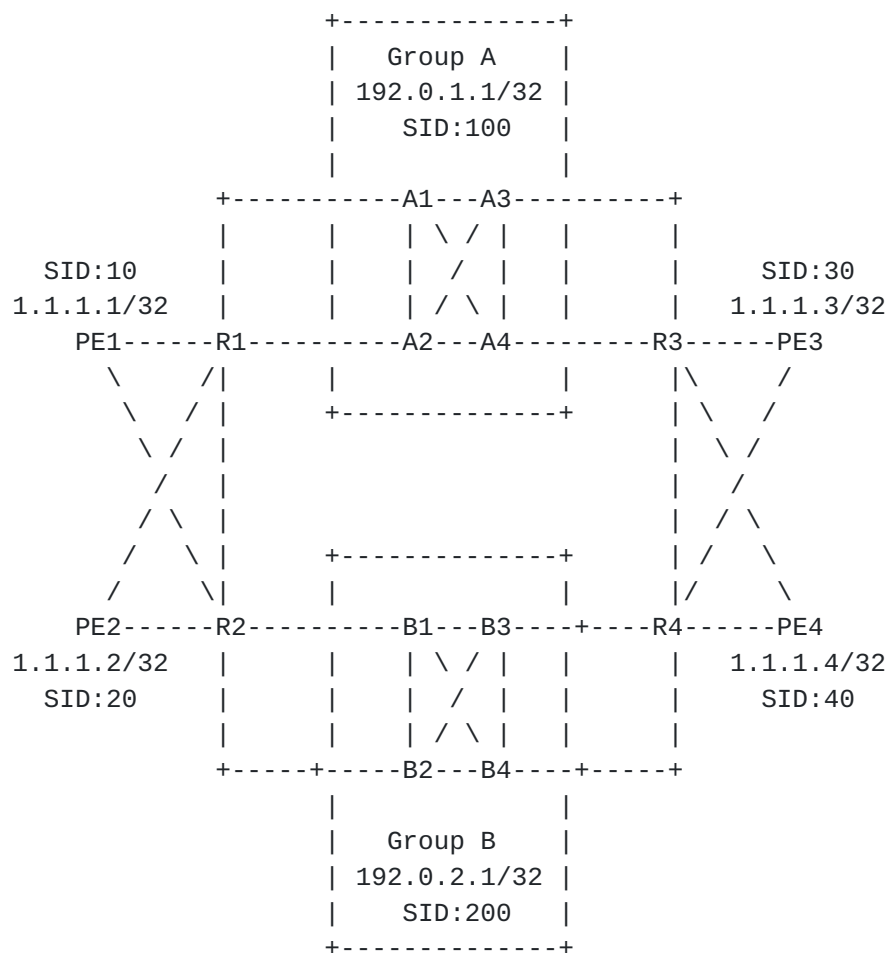 Group A
192.0.1.1/32
SID:100
A1 A3
SID:10 SID:30
1.1.1.1/32 1.1.1.3/32
PE1 R1 A2 A4 R3 PE3
PE2 R2 B1 B3 R4 PE4
1.1.1.2/32 1.1.1.4/32
SID:20 SID:40
B2 B4
Group B
192.0.2.1/32
SID:200